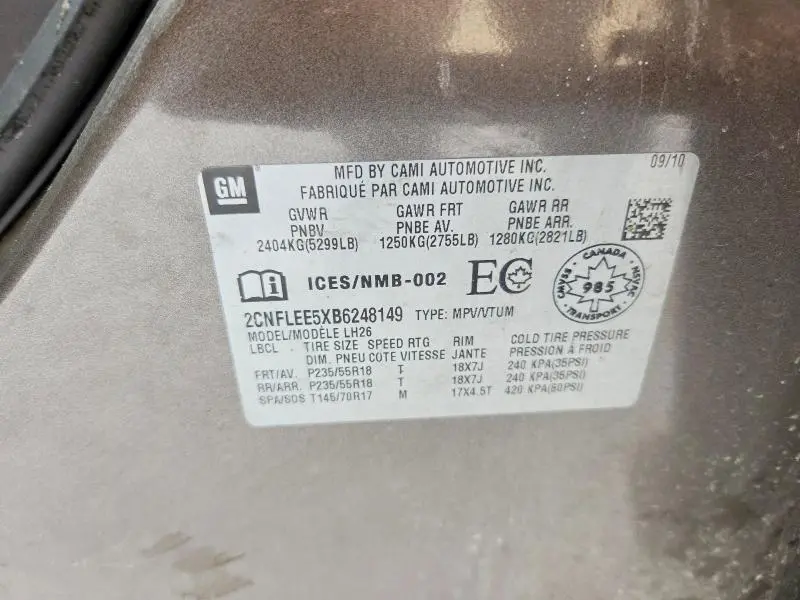 GM
MFD BY CAMI AUTOMOTIVE INC.
09/10
FABRIQUÉ PAR CAMI AUTOMOTIVE INC.
GVWR GAWR FRT GAWR RR
PNBV PNBE AV. PNBE ARR.
2404KG(5299LB) 1250KG(2755LB) 1280KG(2821LB)
i ICES/NMB-002 EC
CANADA
CMVSS 985 NSVAC
TRANSPORT
2CNFLEE5XB6248149 TYPE: MPV/VTUM
MODEL/MODÈLE LH26
LBCL TIRE SIZE SPEED RTG RIM COLD TIRE PRESSURE
DIM. PNEU COTE VITESSE JANTE PRESSION A FROID
FRT/AV. P235/55R18 T 18X7J 240 KPA(35PSI)
RR/ARR. P235/55R18 T 18X7J 240 KPA(35PSI)
SPA/SOS T145/70R17 M 17X4.5T 420 KPA(60PSI)